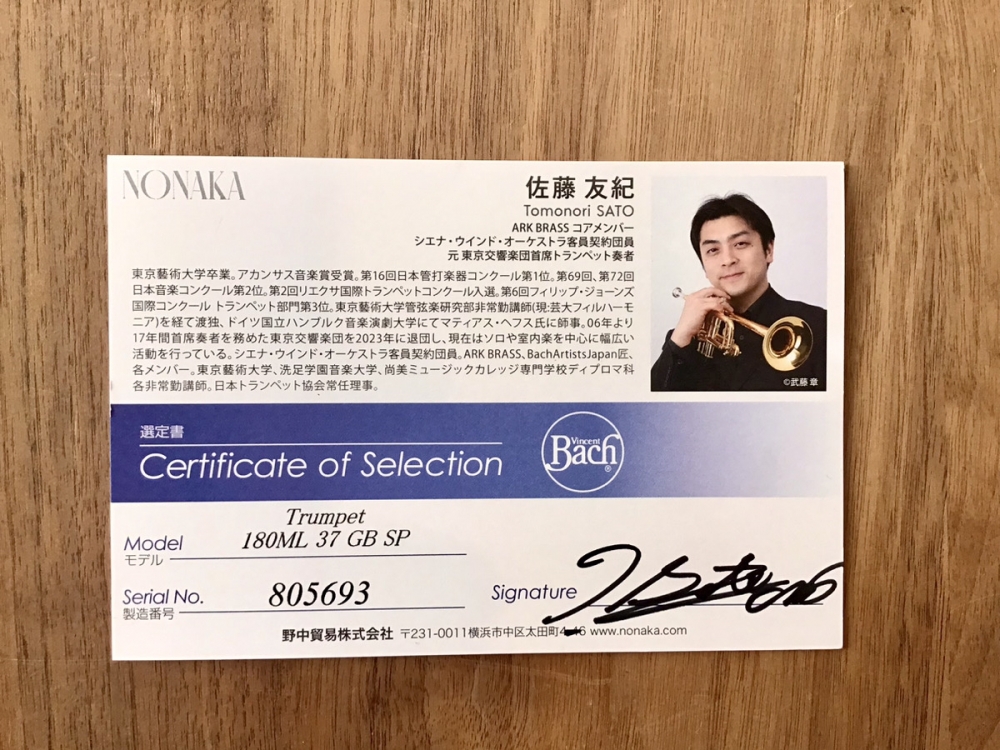 NONAKA
佐藤 友紀
Tomonori SATO
ARK BRASS コアメンバー
シエナ・ウインド・オーケストラ客員契約団員
元 東京交響楽団首席トランペット奏者
東京藝術大学卒業。アカンサス音楽賞受賞。第16回日本管打楽器コンクール第1位。第69回、第72回
日本音楽コンクール第2位。第2回リエクサ国際トランペットコンクール入選。第6回フィリップ・ジョーンズ
国際コンクール トランペット部門第3位。東京藝術大学管弦楽研究部非常勤講師(現:芸大フィルハーモ
ニア)を経て渡独、ドイツ国立ハンブルク音楽演劇大学にてマティアス・ヘフス氏に師事。06年より
17年間首席奏者を務めた東京交響楽団を2023年に退団し、現在はソロや室内楽を中心に幅広い
活動を行っている。シエナ・ウインド・オーケストラ客員契約団員。ARK BRASS、BachArtistsJapan匠、
各メンバー。東京藝術大学、洗足学園音楽大学、尚美ミュージックカレッジ専門学校ディプロマ科
各非常勤講師。日本トランペット協会常任理事。
©武藤 章
選定書
Certificate of Selection
Vincent
Bach
®
Trumpet
Model 180ML 37 GB SP
モデル
Serial No. 805693
製造番号
Signature
野中貿易株式会社 〒231-0011横浜市中区太田町4-46 www.nonaka.com